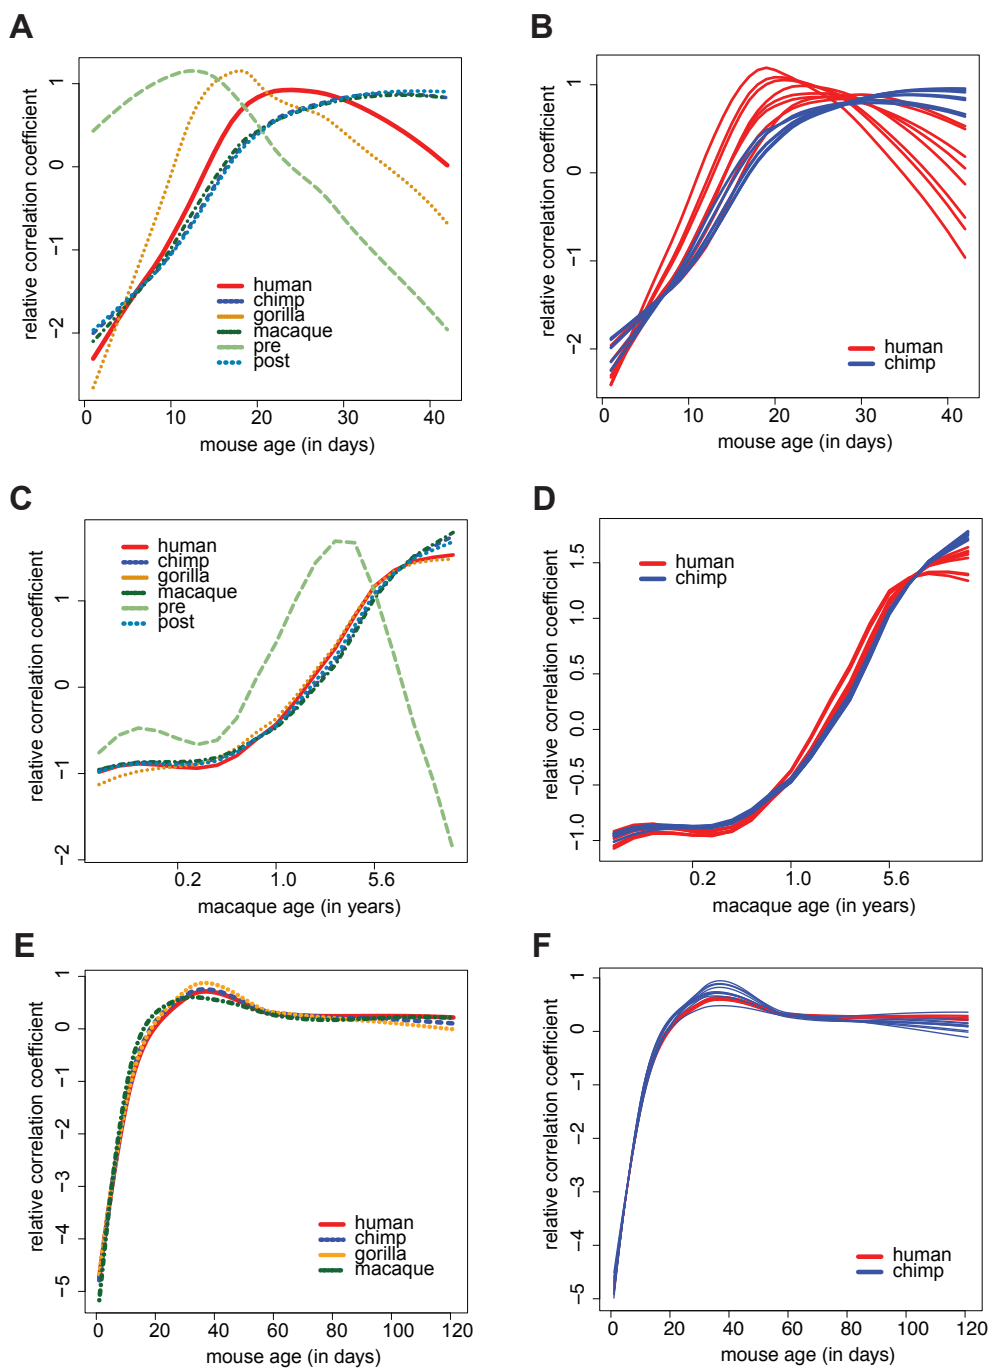 A
relative correlation coefficient
1
0
−1
−2
human
chimp
gorilla
macaque
pre
post
0 10 20 30 40
mouse age (in days)
B
relative correlation coefficient
1
0
−1
−2
human
chimp
0 10 20 30 40
mouse age (in days)
C
relative correlation coefficient
1
0
−1
−2
human
chimp
gorilla
macaque
pre
post
0.2 1.0 5.6
macaque age (in years)
D
relative correlation coefficient
1.5
0.5
0.0
−0.5
−1.0
human
chimp
0.2 1.0 5.6
macaque age (in years)
E
relative correlation coefficient
1
0
−1
−2
−3
−4
−5
human
chimp
gorilla
macaque
0 20 40 60 80 100 120
mouse age (in days)
F
relative correlation coefficient
1
0
−1
−2
−3
−4
−5
human
chimp
0 20 40 60 80 100 120
mouse age (in days)